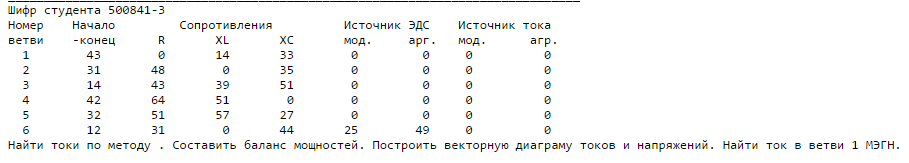 Шифр студента 500841-3
Номер Начало Сопротивления Источник ЭДС Источник тока
ветви -конец R XL XC мод. арг. мод. агр.
1 43 0 14 33 0 0 0 0
2 31 48 0 35 0 0 0 0
3 14 43 39 51 0 0 0 0
4 42 64 51 0 0 0 0 0
5 32 51 57 27 0 0 0 0
6 12 31 0 44 25 49 0 0
Найти токи по методу . Составить баланс мощностей. Построить векторную диаграму токов и напряжений. Найти ток в ветви 1 МЭГН.